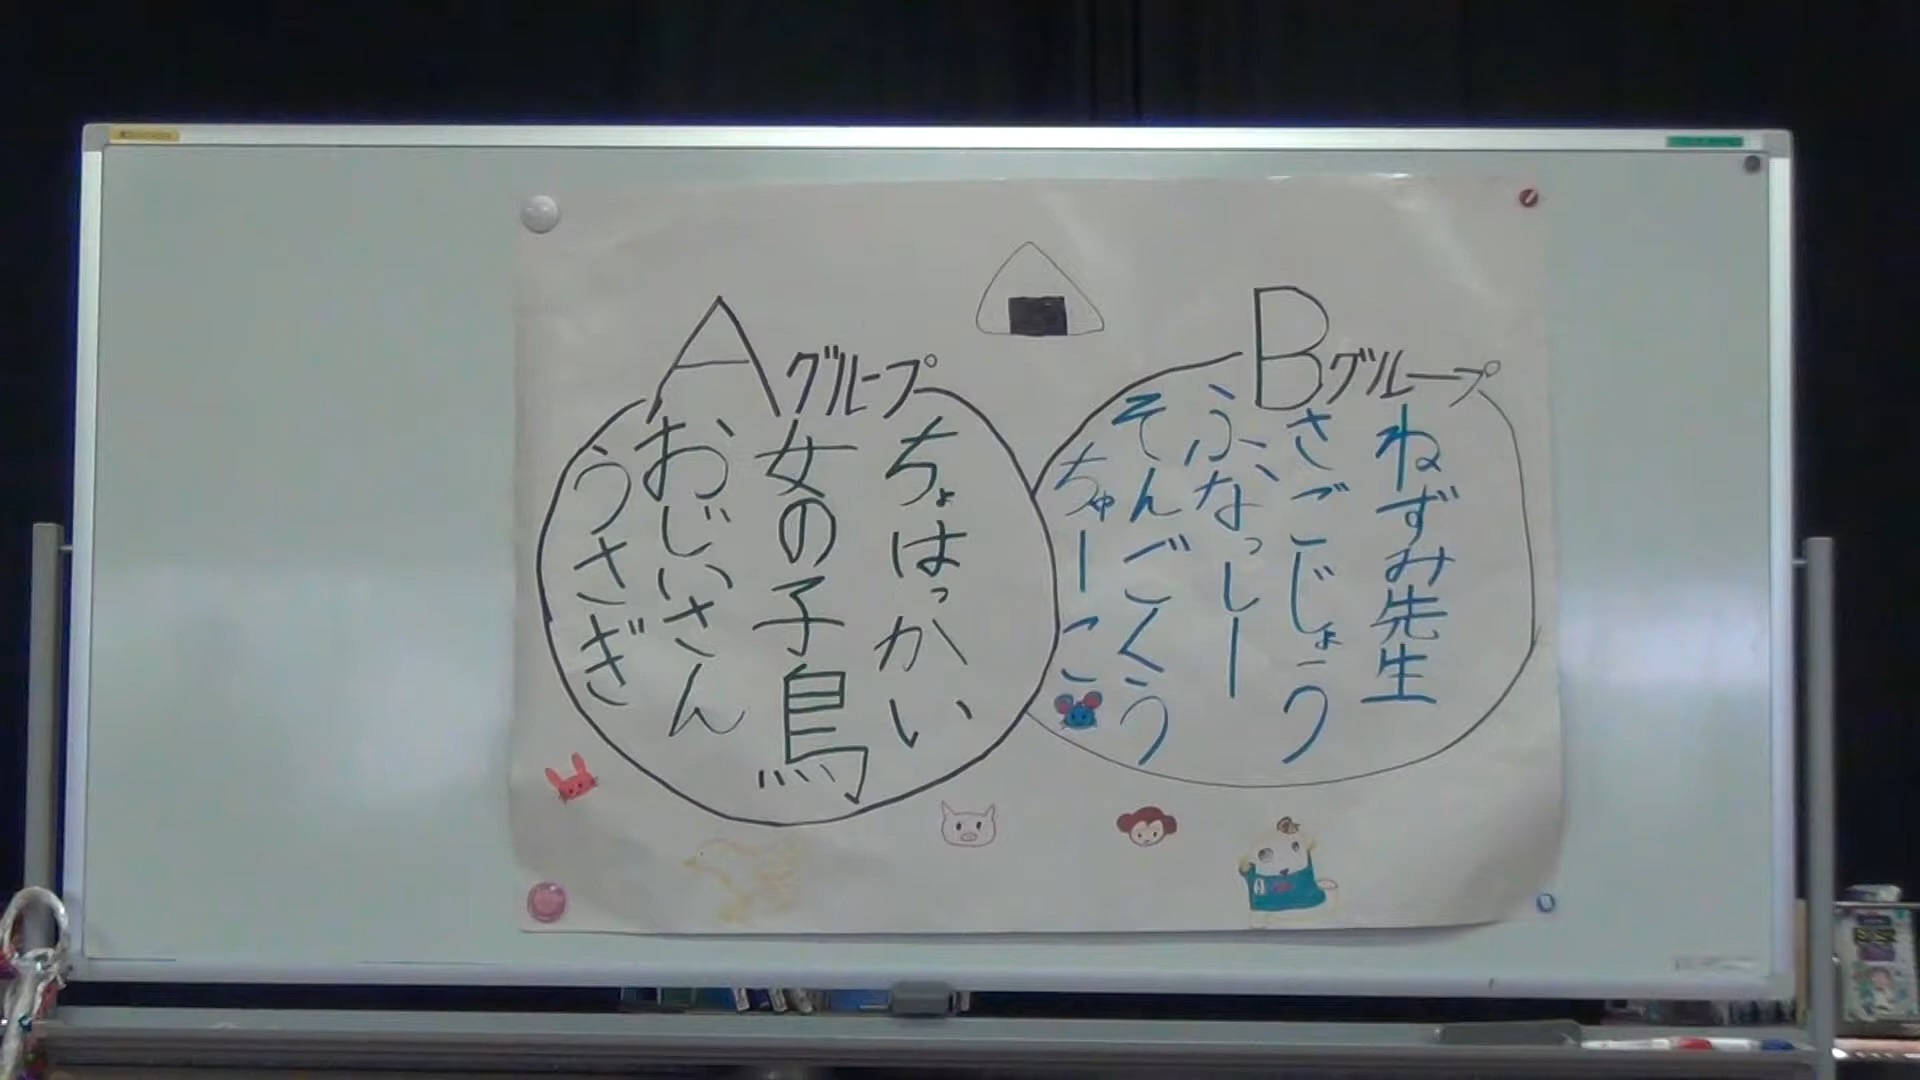 Aグループ
ちょはっかい
女の子鳥
おじいさん
うさぎ
Bグループ
ねずみ先生
さごじょう
ふなっしー
そんごくう
ちゅーこ